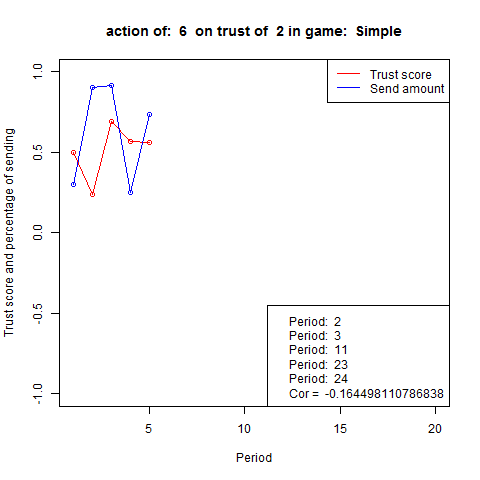 action of:  6  on trust of  2 in game:  Simple
Trust score
Send amount
Trust score and percentage of sending
1.0
0.5
0.0
-0.5
-1.0
Period:  2
Period:  3
Period:  11
Period:  23
Period:  24
Cor =  -0.164498110786838
5 10 15 20
Period